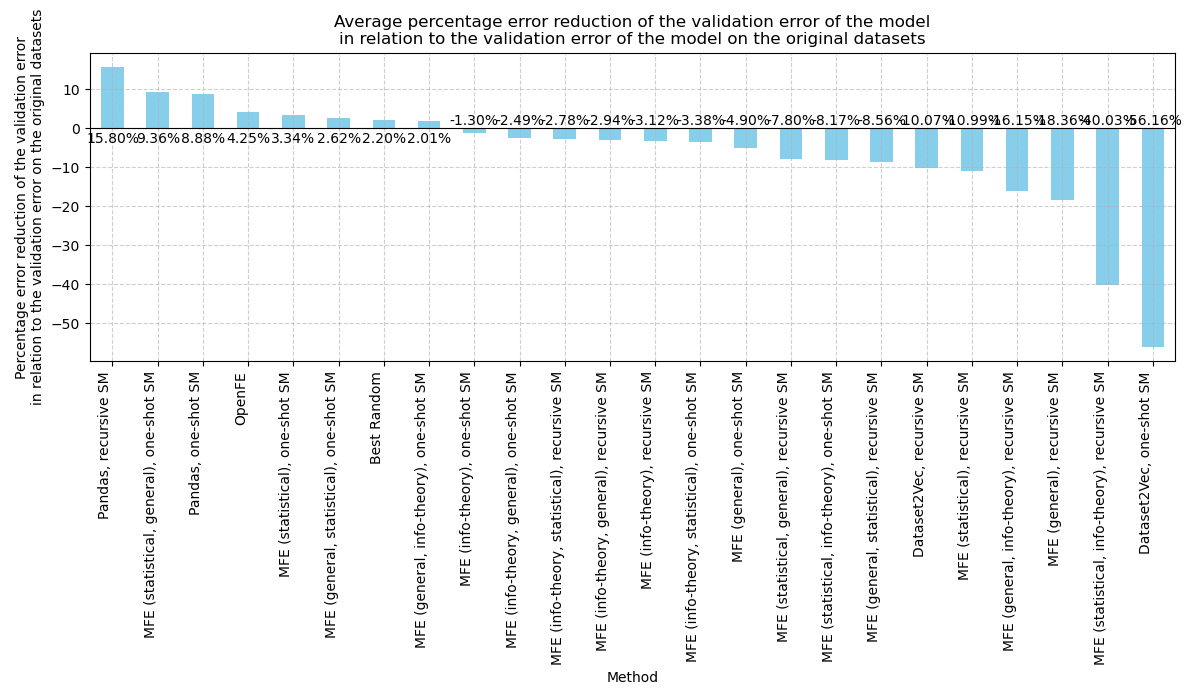 Average percentage error reduction of the validation error of the model
in relation to the validation error of the model on the original datasets
Percentage error reduction of the validation error
in relation to the validation error on the original datasets
10
0
−10
−20
−30
−40
−50
15.80%
9.36%
8.88%
4.25%
3.34%
2.62%
2.20%
2.01%
-1.30%
-2.49%
-2.78%
-2.94%
-3.12%
-3.38%
-4.90%
-7.80%
-8.17%
-8.56%
-10.07%
-10.99%
-16.15%
-18.36%
-40.03%
-56.16%
Pandas, recursive SM
MFE (statistical, general), one-shot SM
Pandas, one-shot SM
OpenFE
MFE (statistical), one-shot SM
MFE (general, statistical), one-shot SM
Best Random
MFE (general, info-theory), one-shot SM
MFE (info-theory), one-shot SM
MFE (info-theory, general), one-shot SM
MFE (info-theory, statistical), recursive SM
MFE (info-theory, general), recursive SM
MFE (info-theory), recursive SM
MFE (info-theory, statistical), one-shot SM
MFE (general), one-shot SM
MFE (statistical, general), recursive SM
MFE (statistical, info-theory), one-shot SM
MFE (general, statistical), recursive SM
Dataset2Vec, recursive SM
MFE (statistical), recursive SM
MFE (general, info-theory), recursive SM
MFE (general), recursive SM
MFE (statistical, info-theory), recursive SM
Dataset2Vec, one-shot SM
Method